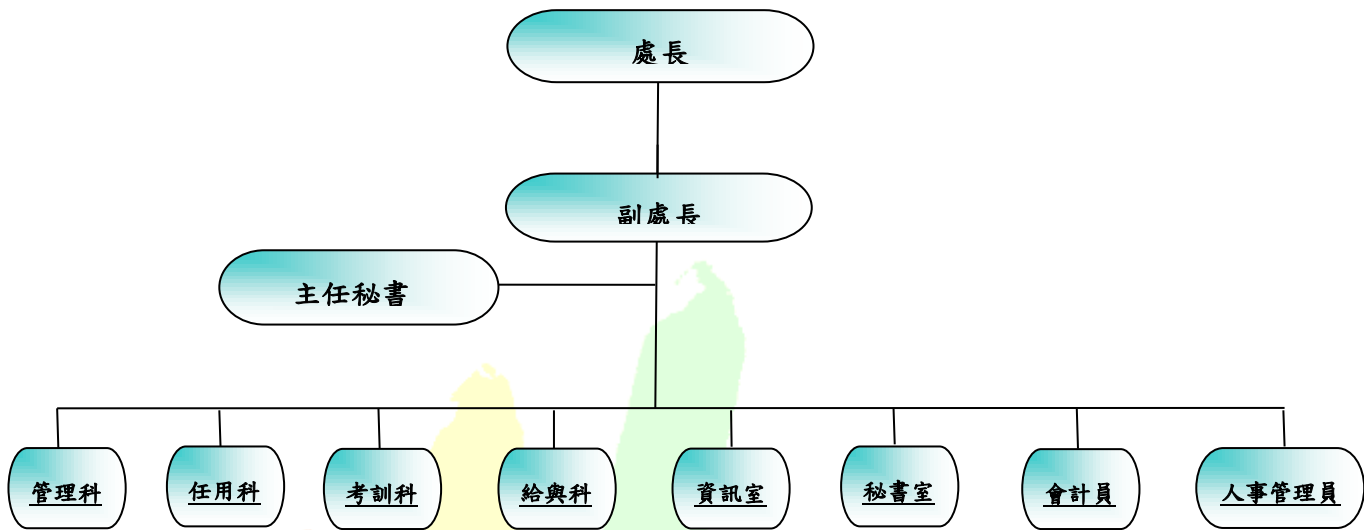 處長
副處長
主任秘書
管理科
任用科
考訓科
給與科
資訊室
秘書室
會計員
人事管理員